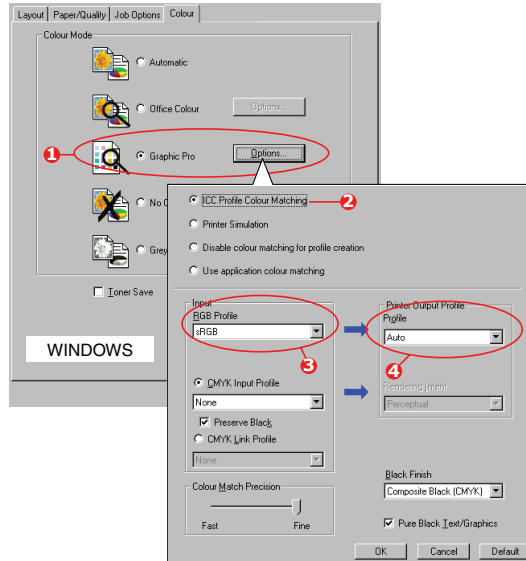 Layout Paper/Quality Job Options Colour
Colour Mode
Automatic
Office Colour Options...
1 Graphic Pro Options...
No C
Grey
Toner Save
WINDOWS
ICC Profile Colour Matching 2
Printer Simulation
Disable colour matching for profile creation
Use application colour matching
Input
RGB Profile
sRGB
3
CMYK Input Profile
None
Preserve Black
CMYK Link Profile
None
Printer Output Profile
Profile
Auto
4
Rendering Intent
Perceptual
Colour Match Precision
Fast Fine
Black Finish
Composite Black (CMYK)
Pure Black Text/Graphics
OK Cancel Default